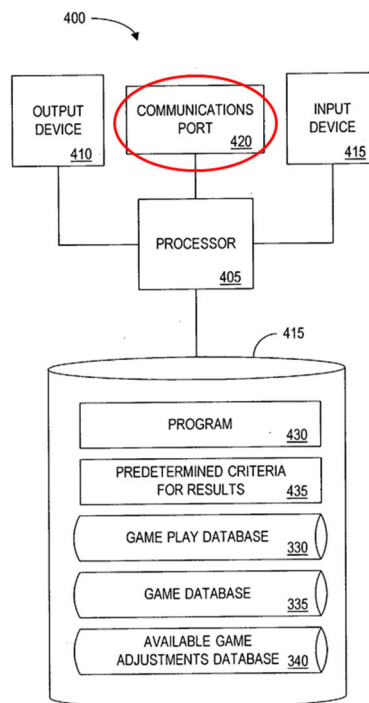 400
OUTPUT
DEVICE
410
COMMUNICATIONS
PORT
420
INPUT
DEVICE
415
PROCESSOR
405
415
PROGRAM
430
PREDETERMINED CRITERIA
FOR RESULTS
435
GAME PLAY DATABASE
330
GAME DATABASE
335
AVAILABLE GAME
ADJUSTMENTS DATABASE
340